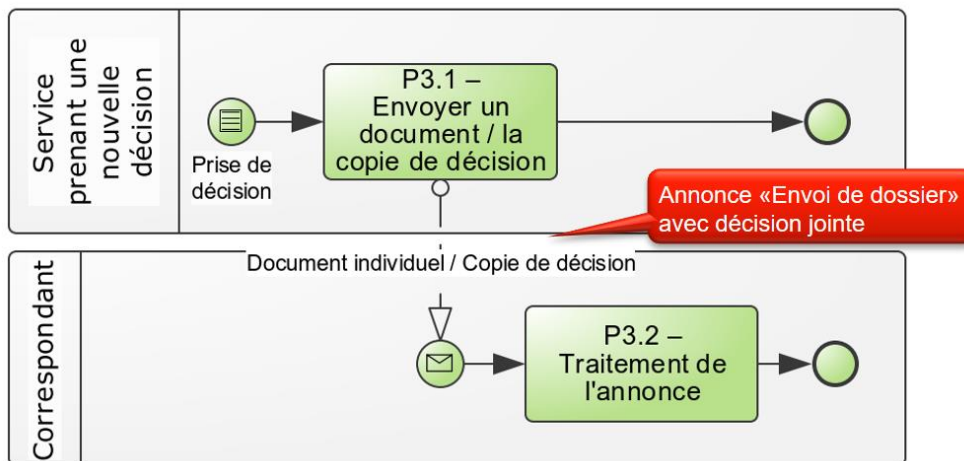 Service
prenant une
nouvelle
décision
Prise de
décision
P3.1 –
Envoyer un
document / la
copie de décision
Annonce «Envoi de dossier»
avec décision jointe
Document individuel / Copie de décision
Correspondant
P3.2 –
Traitement de
l'annonce